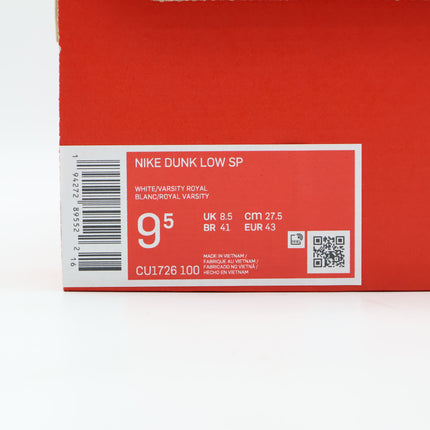 NIKE DUNK LOW SP
WHITE/VARSITY ROYAL
BLANC/ROYAL VARSITY
9⁵
UK 8.5 cm 27.5
BR 41 EUR 43
MADE IN VIETNAM /
FABRIQUE AU VIETNAM /
FABRICADO NO VIETNÃ /
HECHO EN VIETNAM
CU1726 100
1 94272 89552 2 16